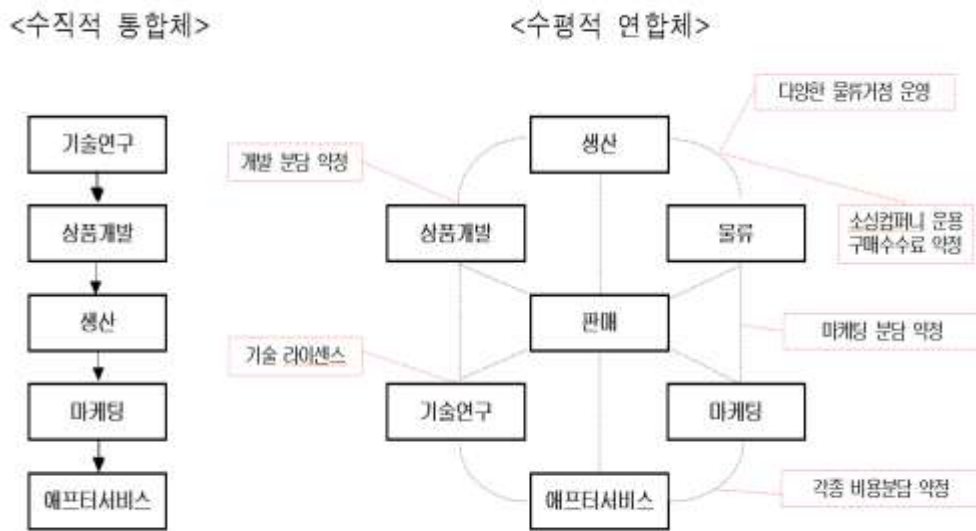 <수직적 통합체>
기술연구
상품개발
생산
마케팅
애프터서비스
<수평적 연합체>
다양한 물류거점 운영
생산
개발 분담 약정
상품개발
물류
소싱컴퍼니 운용
구매수수료 약정
판매
마케팅 분담 약정
기술 라이센스
기술연구
마케팅
애프터서비스
각종 비용분담 약정